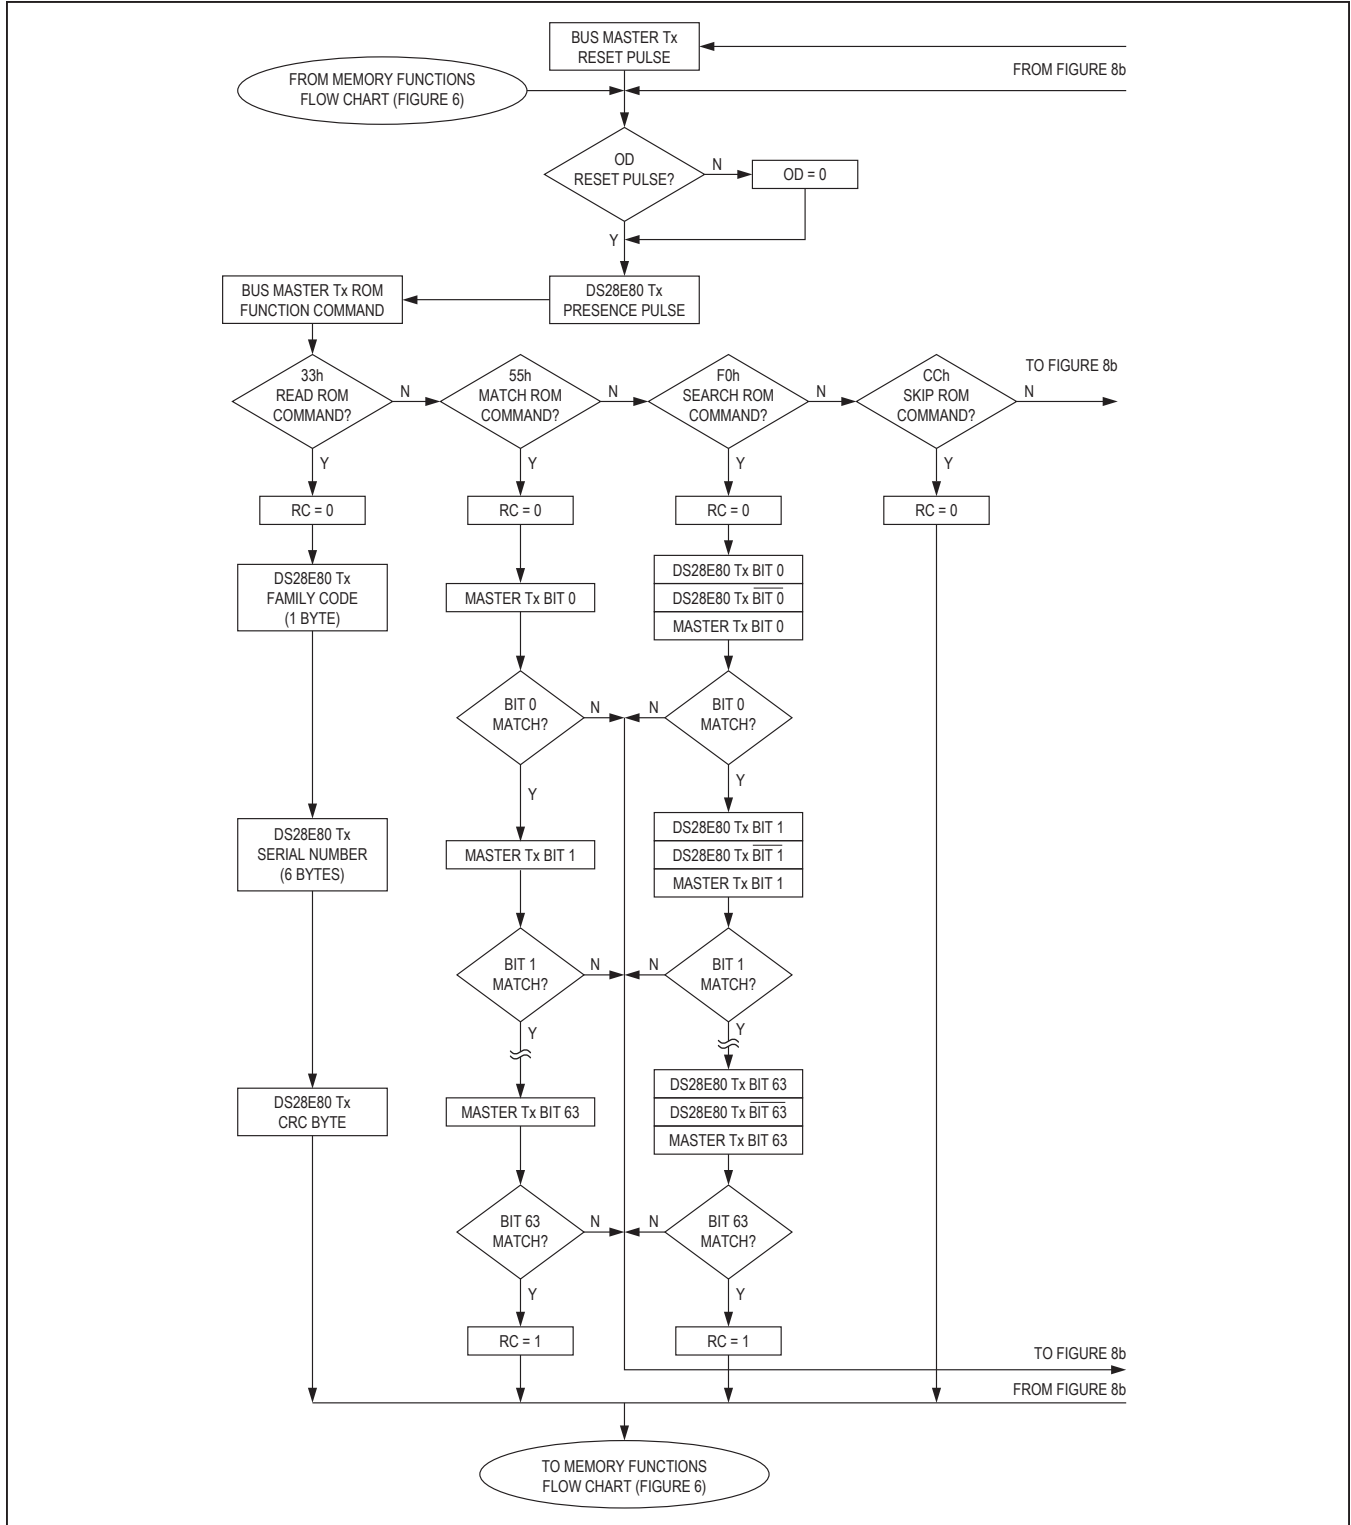 BUS MASTER Tx
RESET PULSE
FROM FIGURE 8b
FROM MEMORY FUNCTIONS
FLOW CHART (FIGURE 6)
OD
RESET PULSE?
N
OD = 0
Y
BUS MASTER Tx ROM
FUNCTION COMMAND
DS28E80 Tx
PRESENCE PULSE
33h
READ ROM
COMMAND?
N
55h
MATCH ROM
COMMAND?
N
F0h
SEARCH ROM
COMMAND?
N
CCh
SKIP ROM
COMMAND?
N
TO FIGURE 8b
Y
Y
Y
Y
RC = 0
RC = 0
RC = 0
RC = 0
DS28E80 Tx
FAMILY CODE
(1 BYTE)
MASTER Tx BIT 0
DS28E80 Tx BIT 0
DS28E80 Tx B̅I̅T̅ ̅0̅
MASTER Tx BIT 0
BIT 0
MATCH?
N
N
BIT 0
MATCH?
Y
Y
DS28E80 Tx
SERIAL NUMBER
(6 BYTES)
MASTER Tx BIT 1
DS28E80 Tx BIT 1
DS28E80 Tx B̅I̅T̅ ̅1̅
MASTER Tx BIT 1
BIT 1
MATCH?
N
N
BIT 1
MATCH?
Y
Y
DS28E80 Tx
CRC BYTE
MASTER Tx BIT 63
DS28E80 Tx BIT 63
DS28E80 Tx B̅I̅T̅ ̅6̅3̅
MASTER Tx BIT 63
BIT 63
MATCH?
N
N
BIT 63
MATCH?
Y
Y
RC = 1
RC = 1
TO FIGURE 8b
FROM FIGURE 8b
TO MEMORY FUNCTIONS
FLOW CHART (FIGURE 6)